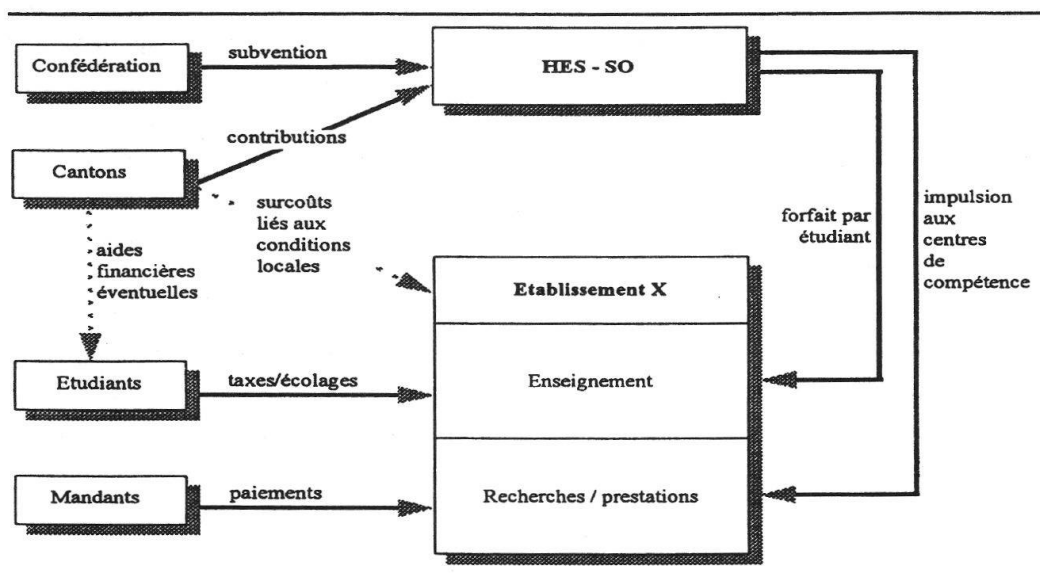 Confédération
subvention
HES - SO
contributions
Cantons
surcoûts
liés aux
conditions
locales
aides
financières
éventuelles
forfait par
étudiant
impulsion
aux
centres
de
compétence
Etablissement X
Etudiants
taxes/écolages
Enseignement
Mandants
paiements
Recherches / prestations